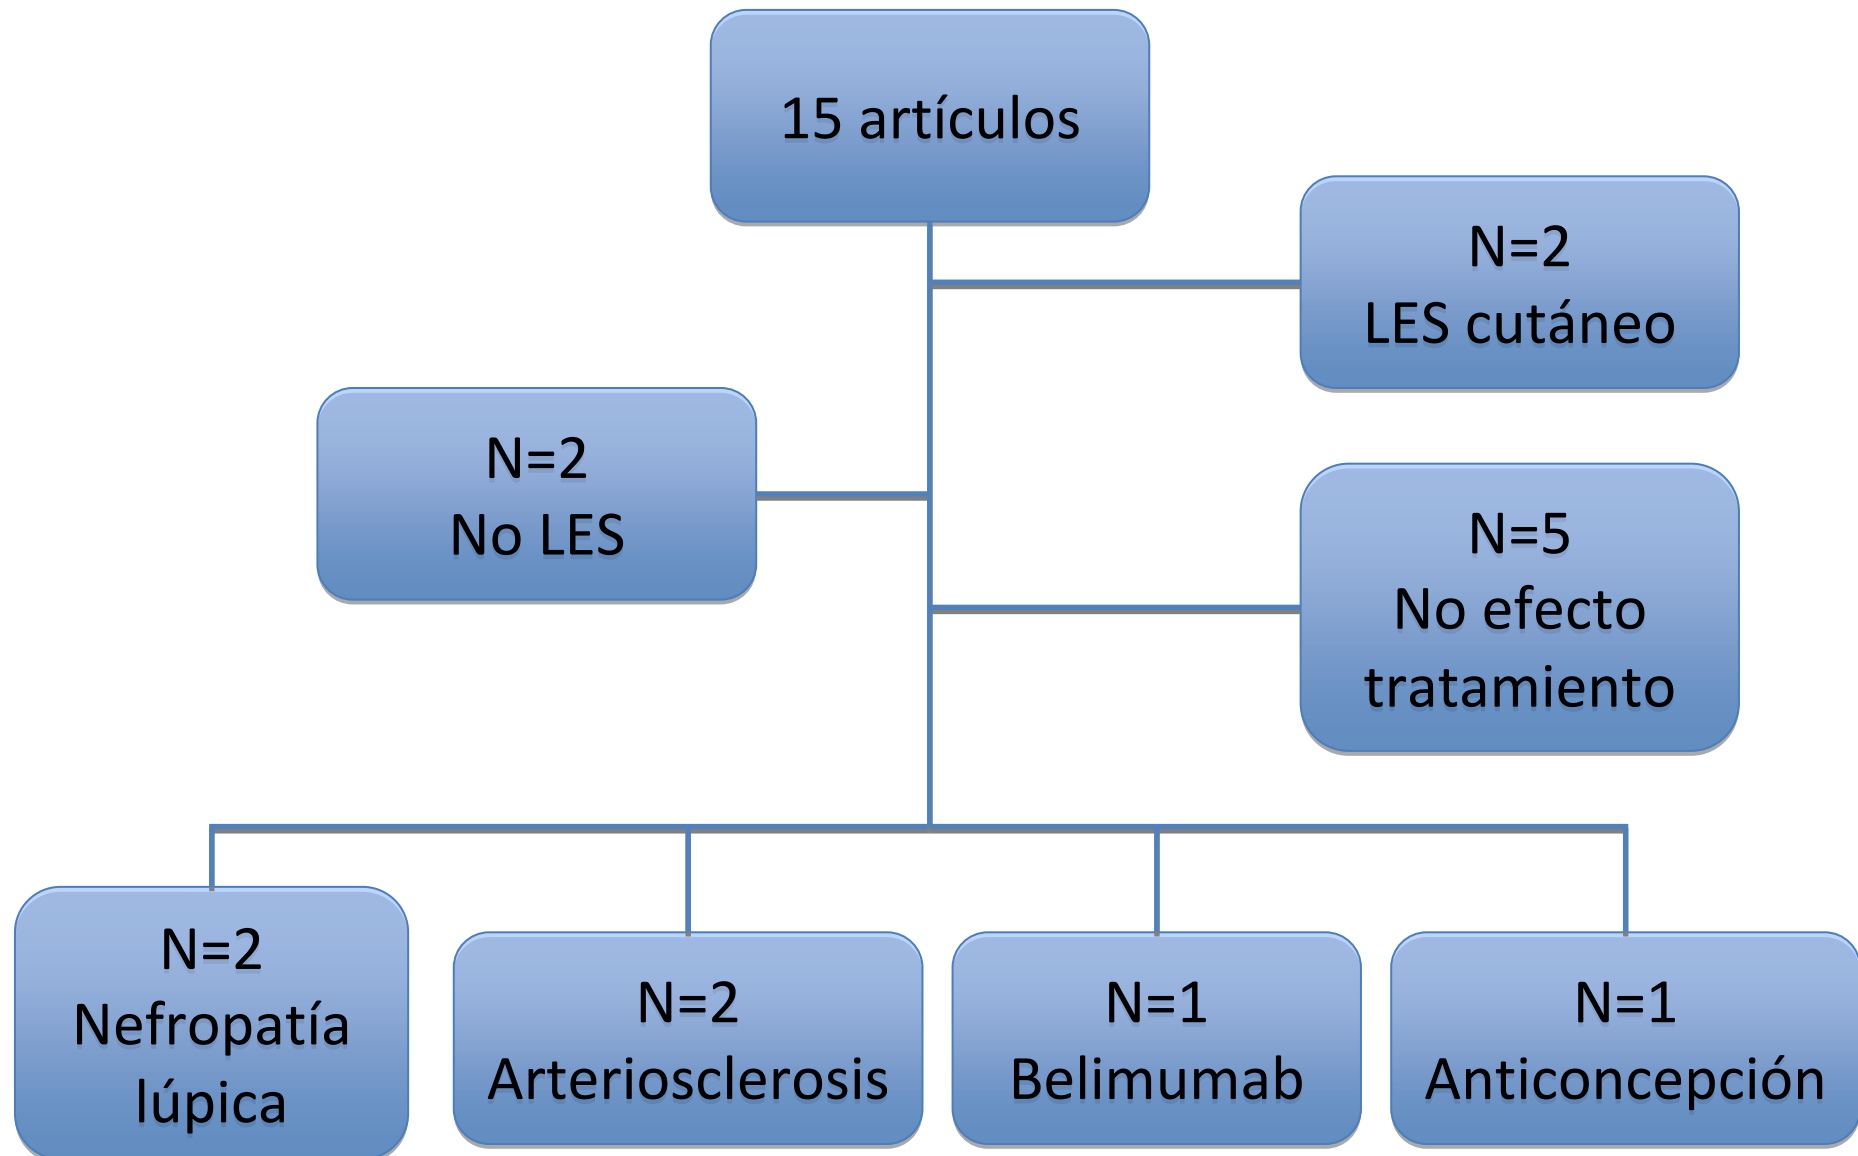 15 artículos
N=2
LES cutáneo
N=2
No LES
N=5
No efecto
tratamiento
N=2
Nefropatía
lúpica
N=2
Arteriosclerosis
N=1
Belimumab
N=1
Anticoncepción